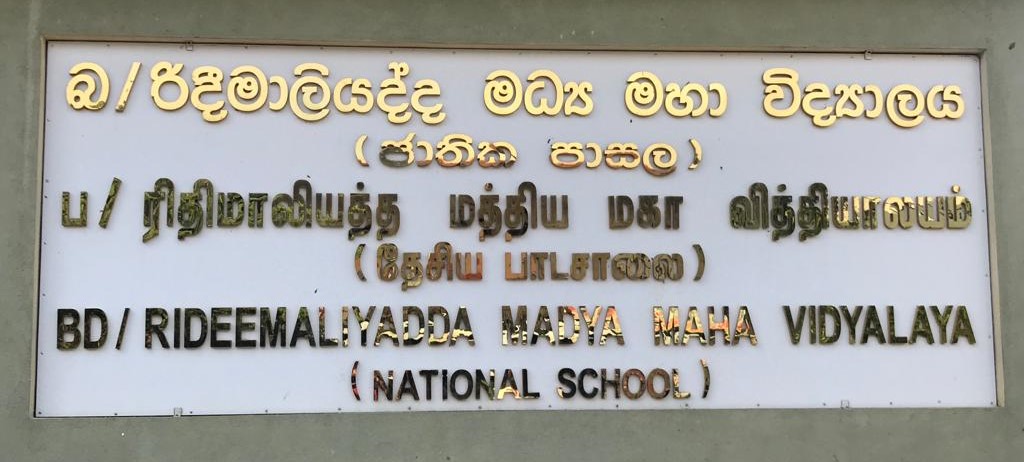 බ/රිදීමාලියද්ද මධ්‍ය මහා විද්‍යාලය
(ජාතික පාසල)
ப/ ரிதிமாலியத்த மத்திய மகா வித்தியாலயம்
(தேசிய பாடசாலை)
BD/ RIDEEMALIYADDA MADYA MAHA VIDYALAYA
(NATIONAL SCHOOL)